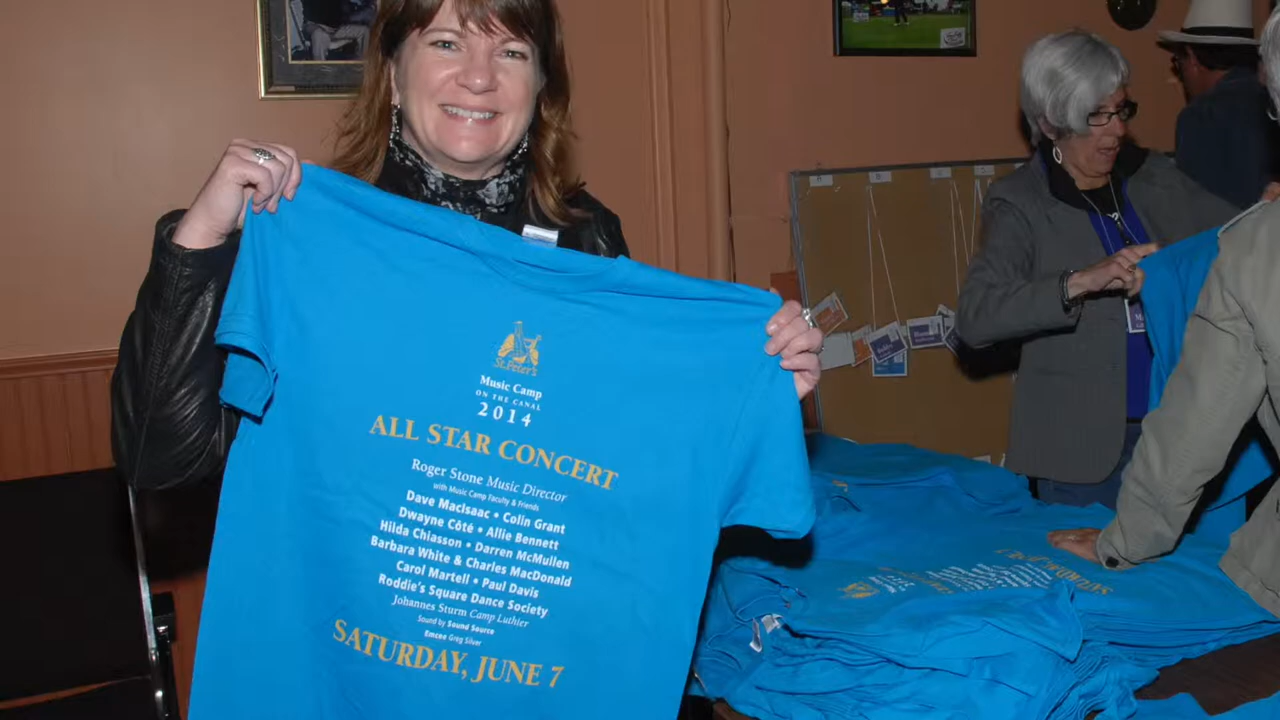 St. Peter's
Music Camp
ON THE CANAL
2014
ALL STAR CONCERT
Roger Stone Music Director
with Music Camp Faculty & Friends
Dave MacIsaac • Colin Grant
Dwayne Côté • Allie Bennett
Hilda Chiasson • Darren McMullen
Barbara White & Charles MacDonald
Carol Martell • Paul Davis
Roddie's Square Dance Society
Johannes Sturm Camp Luthier
Sound by Sound Source
Emcee Greg Silver
SATURDAY, JUNE 7
SATURDAY, JU